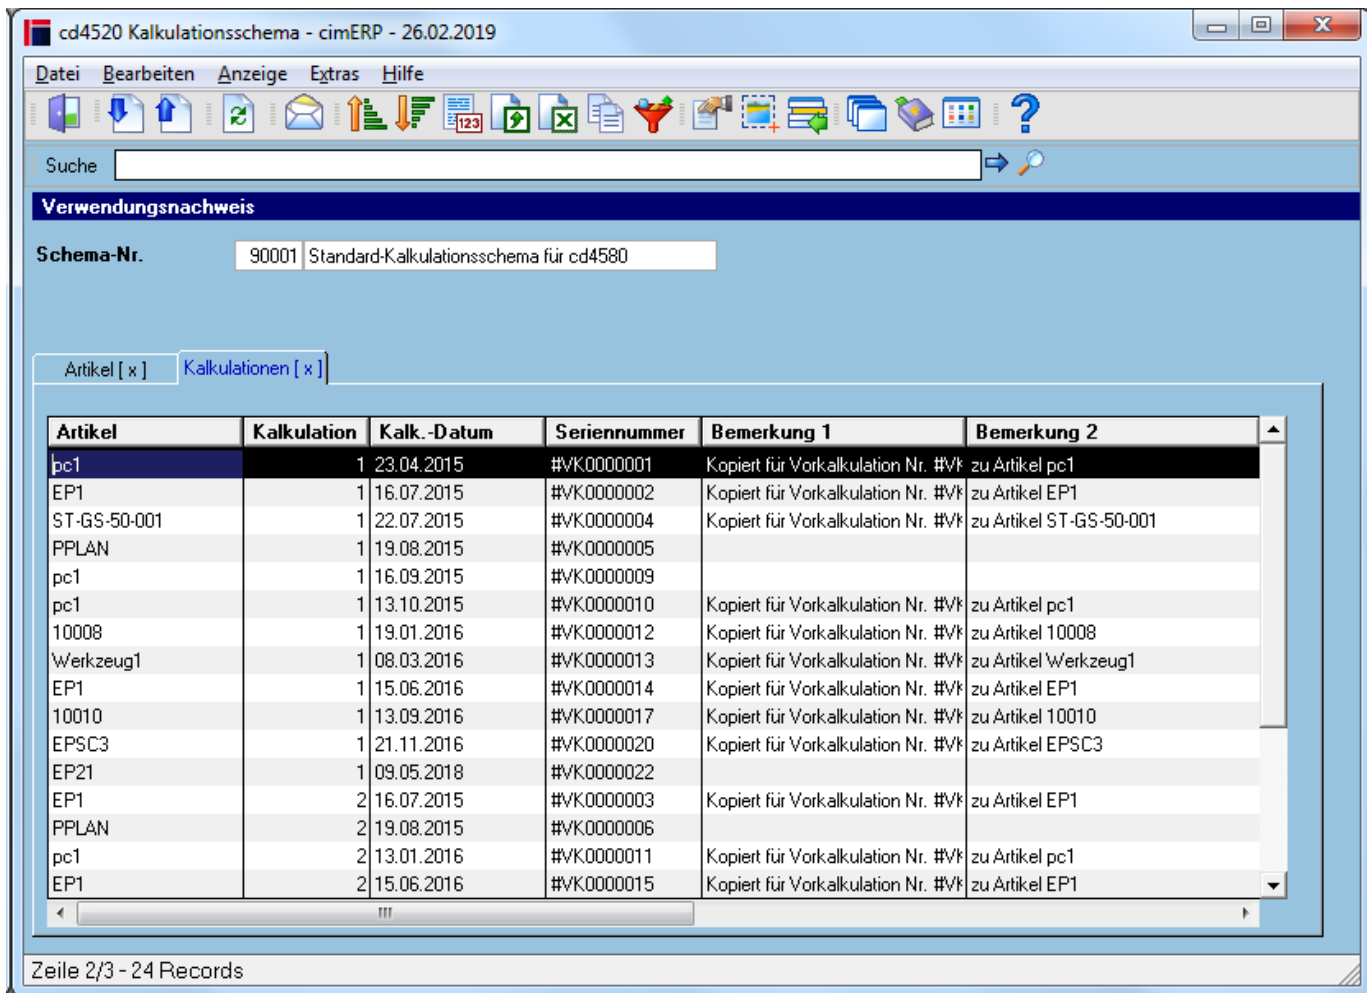 cd4520 Kalkulationsschema - cimERP - 26.02.2019
Datei Bearbeiten Anzeige Extras Hilfe
123
Suche
Verwendungsnachweis
Schema-Nr. 90001 Standard-Kalkulationsschema für cd4580
Artikel [ x ] Kalkulationen [ x ]
Artikel Kalkulation Kalk.-Datum Seriennummer Bemerkung 1 Bemerkung 2
pc1 1 23.04.2015 #VK0000001 Kopiert für Vorkalkulation Nr. #VK zu Artikel pc1
EP1 1 16.07.2015 #VK0000002 Kopiert für Vorkalkulation Nr. #VK zu Artikel EP1
ST-GS-50-001 1 22.07.2015 #VK0000004 Kopiert für Vorkalkulation Nr. #VK zu Artikel ST-GS-50-001
PPLAN 1 19.08.2015 #VK0000005
pc1 1 16.09.2015 #VK0000009
pc1 1 13.10.2015 #VK0000010 Kopiert für Vorkalkulation Nr. #VK zu Artikel pc1
10008 1 19.01.2016 #VK0000012 Kopiert für Vorkalkulation Nr. #VK zu Artikel 10008
Werkzeug1 1 08.03.2016 #VK0000013 Kopiert für Vorkalkulation Nr. #VK zu Artikel Werkzeug1
EP1 1 15.06.2016 #VK0000014 Kopiert für Vorkalkulation Nr. #VK zu Artikel EP1
10010 1 13.09.2016 #VK0000017 Kopiert für Vorkalkulation Nr. #VK zu Artikel 10010
EPSC3 1 21.11.2016 #VK0000020 Kopiert für Vorkalkulation Nr. #VK zu Artikel EPSC3
EP21 1 09.05.2018 #VK0000022
EP1 2 16.07.2015 #VK0000003 Kopiert für Vorkalkulation Nr. #VK zu Artikel EP1
PPLAN 2 19.08.2015 #VK0000006
pc1 2 13.01.2016 #VK0000011 Kopiert für Vorkalkulation Nr. #VK zu Artikel pc1
EP1 2 15.06.2016 #VK0000015 Kopiert für Vorkalkulation Nr. #VK zu Artikel EP1
Zeile 2/3 - 24 Records